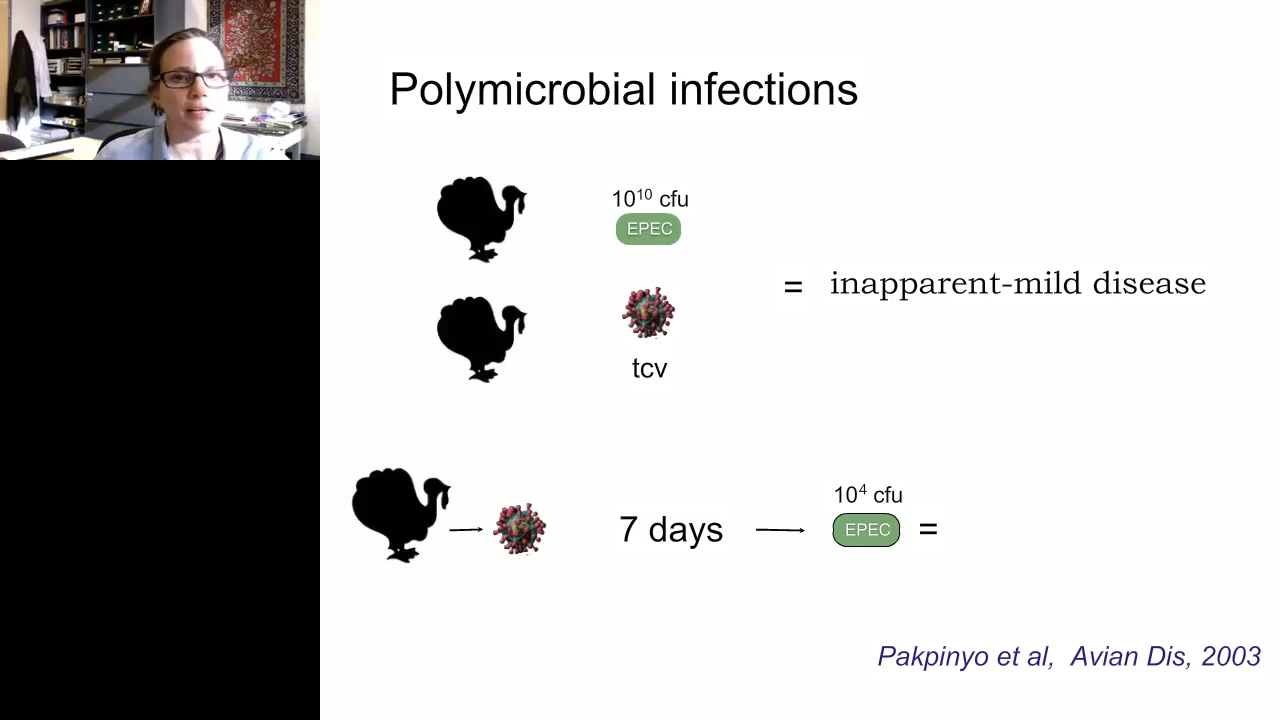 Polymicrobial infections
10¹⁰ cfu
EPEC
= inapparent-mild disease
tcv
10⁴ cfu
7 days
EPEC =
Pakpinyo et al, Avian Dis, 2003